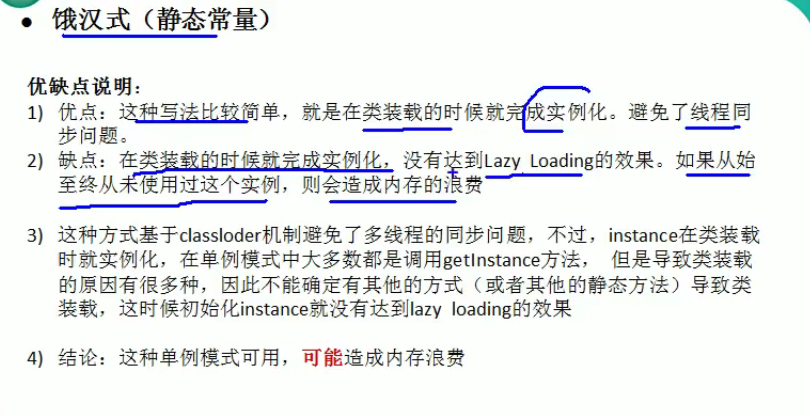 • 饿汉式（静态常量）
优缺点说明：
1) 优点：这种写法比较简单，就是在类装载的时候就完成实例化。避免了线程同
步问题。
2) 缺点：在类装载的时候就完成实例化，没有达到Lazy Loading的效果。如果从始
至终从未使用过这个实例，则会造成内存的浪费
3) 这种方式基于classloder机制避免了多线程的同步问题，不过，instance在类装载
时就实例化，在单例模式中大多数都是调用getInstance方法， 但是导致类装载
的原因有很多种，因此不能确定有其他的方式（或者其他的静态方法）导致类
装载，这时候初始化instance就没有达到lazy loading的效果
4) 结论：这种单例模式可用，可能造成内存浪费